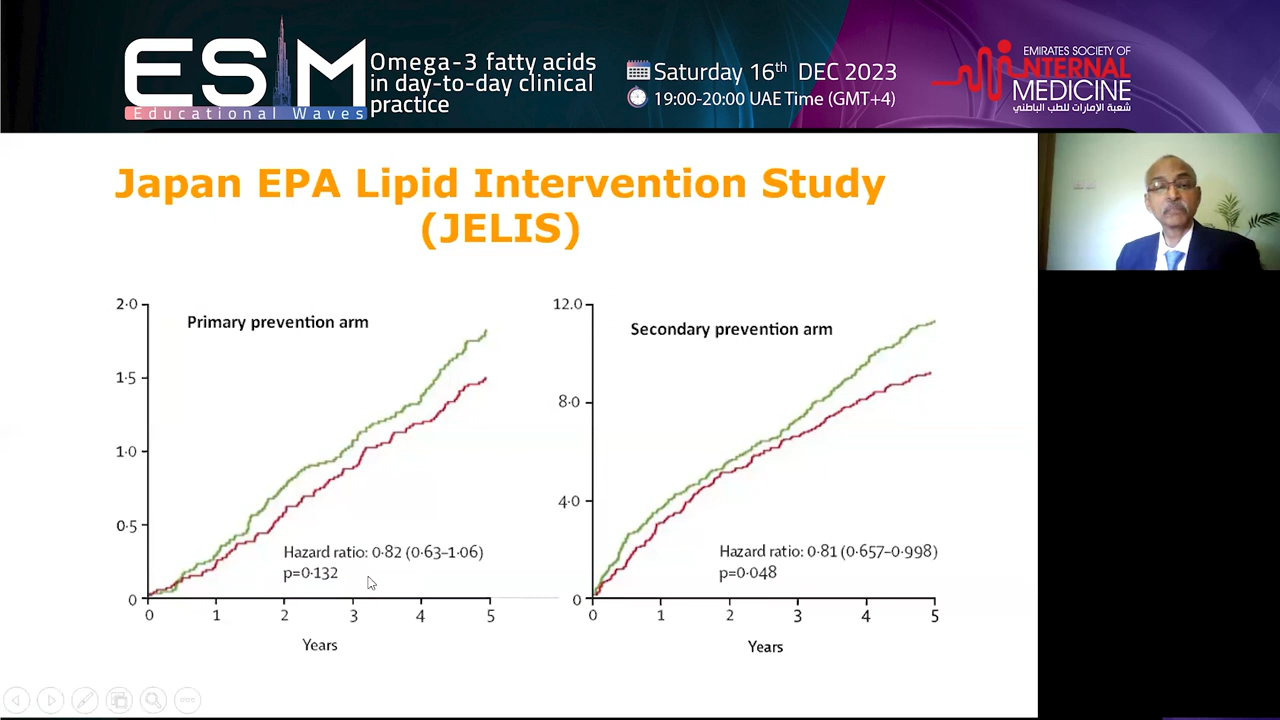 ESIM
Educational Waves
Omega-3 fatty acids
in day-to-day clinical
practice
Saturday 16th DEC 2023
19:00-20:00 UAE Time (GMT+4)
EMIRATES SOCIETY OF
INTERNAL
MEDICINE
شعبة الإمارات للطب الباطني
Japan EPA Lipid Intervention Study
(JELIS)
Primary prevention arm
2·0
1·5
1·0
0·5
0
Hazard ratio: 0·82 (0·63–1·06)
p=0·132
0 1 2 3 4 5
Years
Secondary prevention arm
12.0
8·0
4·0
0
Hazard ratio: 0·81 (0·657–0·998)
p=0·048
0 1 2 3 4 5
Years